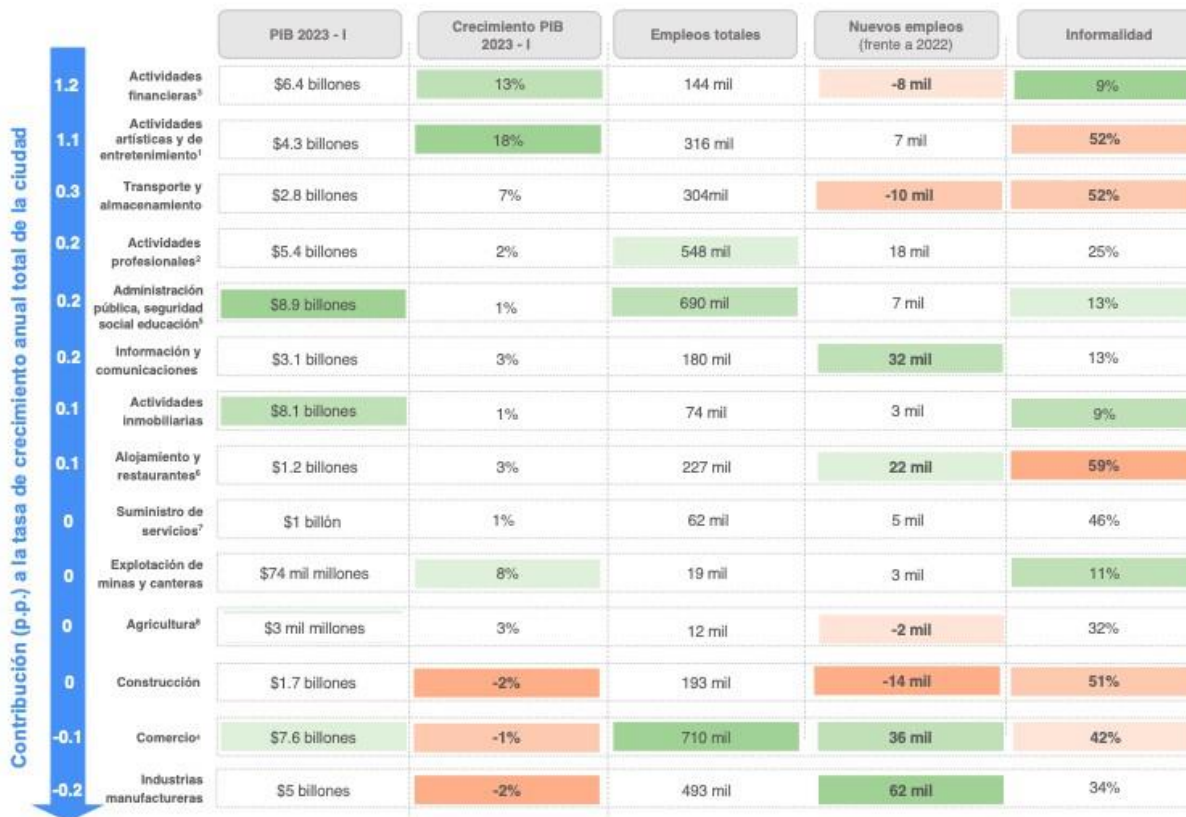 PIB 2023 - I
Crecimiento PIB
2023 - I
Empleos totales
Nuevos empleos
(frente a 2022)
Informalidad
Contribución (p.p.) a la tasa de crecimiento anual total de la ciudad
1.2
Actividades
financieras³
$6.4 billones
13%
144 mil
-8 mil
9%
1.1
Actividades
artísticas y de
entretenimiento¹
$4.3 billones
18%
316 mil
7 mil
52%
0.3
Transporte y
almacenamiento
$2.8 billones
7%
304mil
-10 mil
52%
0.2
Actividades
profesionales²
$5.4 billones
2%
548 mil
18 mil
25%
0.2
Administración
pública, seguridad
social educación⁵
$8.9 billones
1%
690 mil
7 mil
13%
0.2
Información y
comunicaciones
$3.1 billones
3%
180 mil
32 mil
13%
0.1
Actividades
inmobiliarias
$8.1 billones
1%
74 mil
3 mil
9%
0.1
Alojamiento y
restaurantes⁶
$1.2 billones
3%
227 mil
22 mil
59%
0
Suministro de
servicios⁷
$1 billón
1%
62 mil
5 mil
46%
0
Explotación de
minas y canteras
$74 mil millones
8%
19 mil
3 mil
11%
0
Agricultura⁸
$3 mil millones
3%
12 mil
-2 mil
32%
0
Construcción
$1.7 billones
-2%
193 mil
-14 mil
51%
-0.1
Comercio⁴
$7.6 billones
-1%
710 mil
36 mil
42%
-0.2
Industrias
manufactureras
$5 billones
-2%
493 mil
62 mil
34%